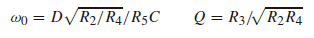 ω0 = D√R2/R4/R5C Q = R3/√R2R4